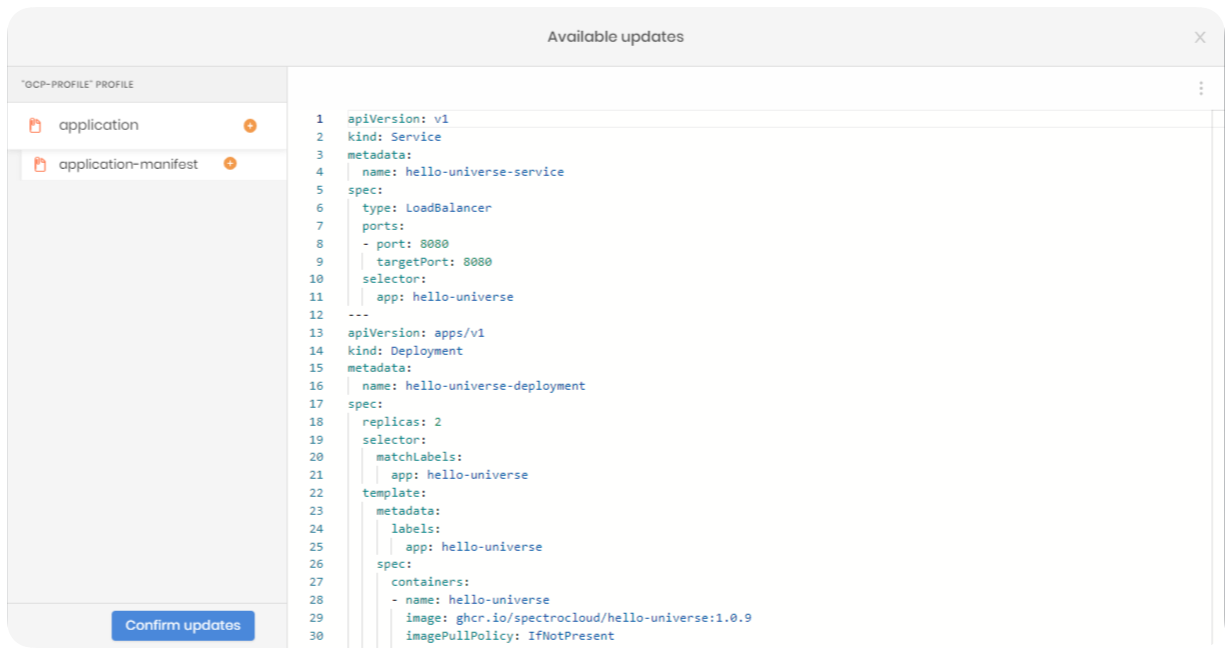 Available updates
"GCP-PROFILE" PROFILE
application
application-manifest
1 apiVersion: v1
2 kind: Service
3 metadata:
4   name: hello-universe-service
5 spec:
6   type: LoadBalancer
7   ports:
8   - port: 8080
9     targetPort: 8080
10   selector:
11     app: hello-universe
12 ---
13 apiVersion: apps/v1
14 kind: Deployment
15 metadata:
16   name: hello-universe-deployment
17 spec:
18   replicas: 2
19   selector:
20     matchLabels:
21       app: hello-universe
22   template:
23     metadata:
24       labels:
25         app: hello-universe
26     spec:
27       containers:
28       - name: hello-universe
29         image: ghcr.io/spectrocloud/hello-universe:1.0.9
30         imagePullPolicy: IfNotPresent
Confirm updates